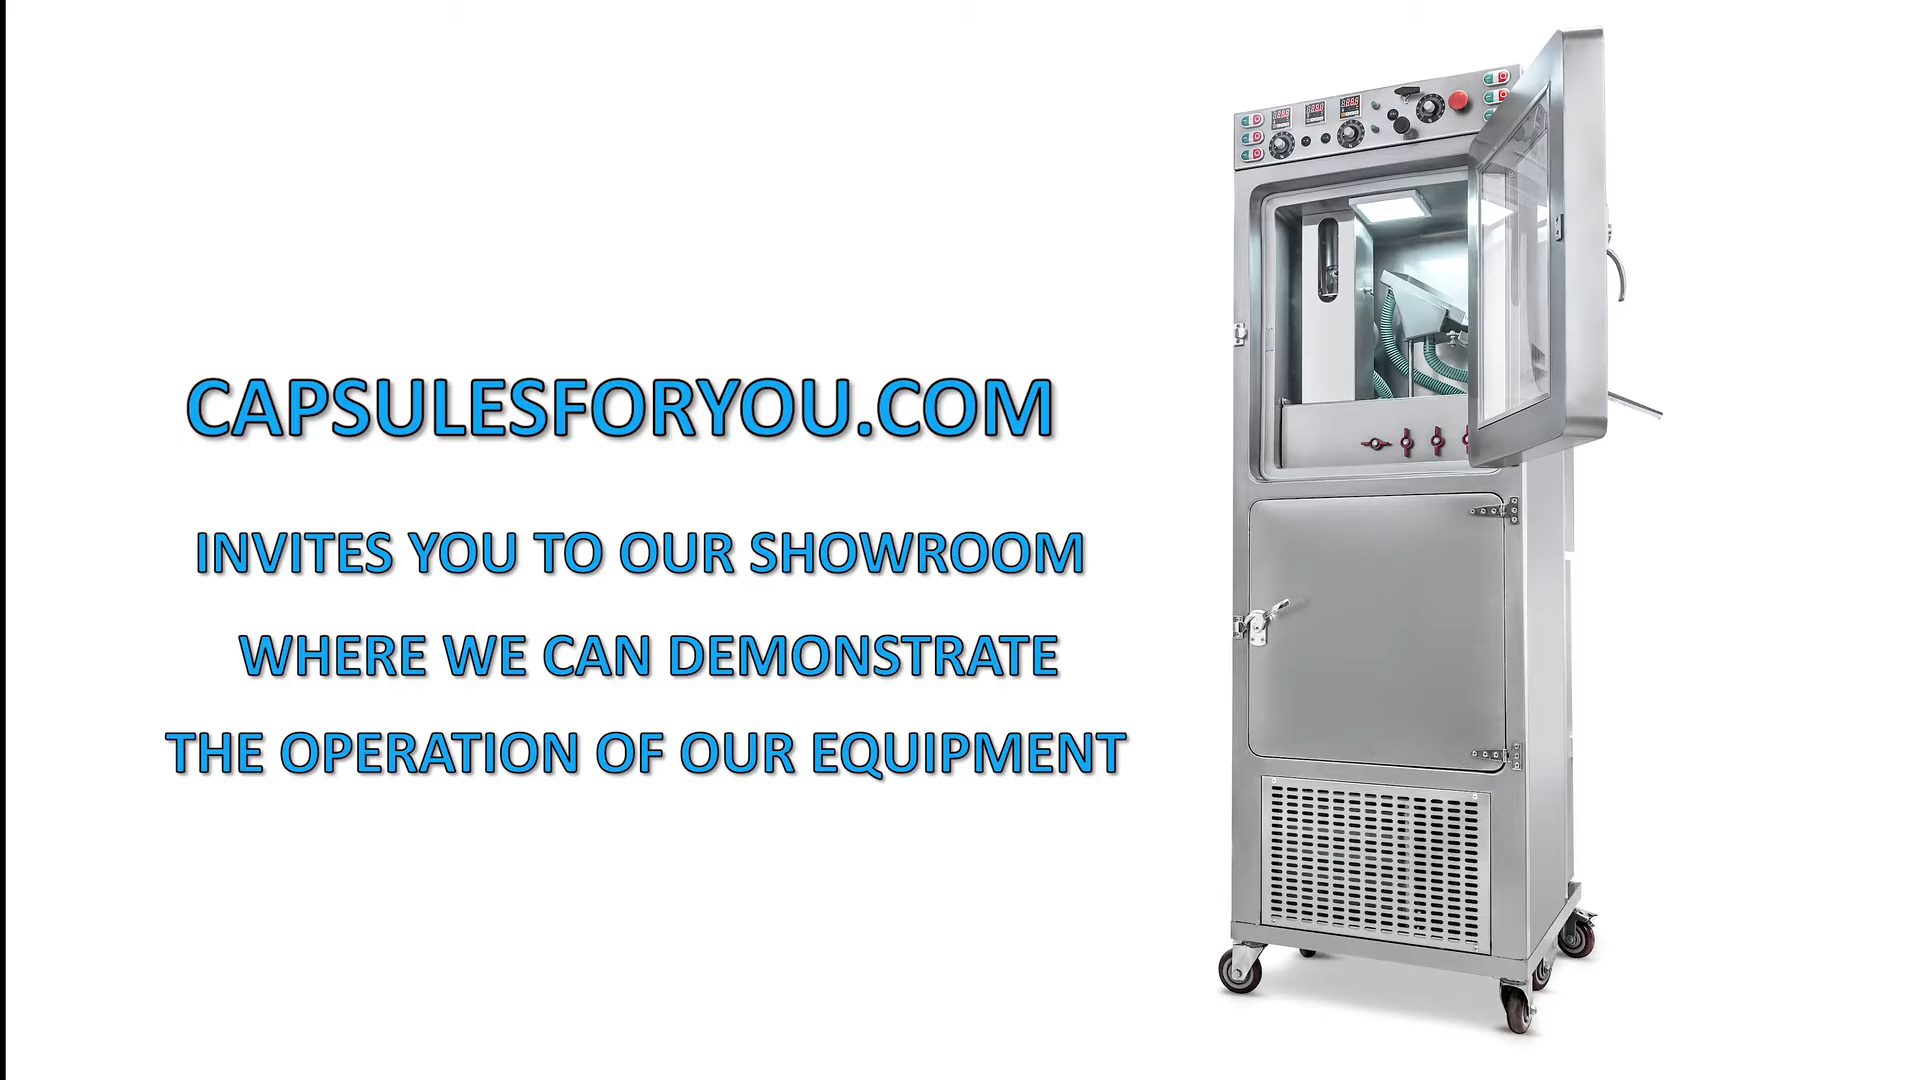 CAPSULESFORYOU.COM
INVITES YOU TO OUR SHOWROOM
WHERE WE CAN DEMONSTRATE
THE OPERATION OF OUR EQUIPMENT